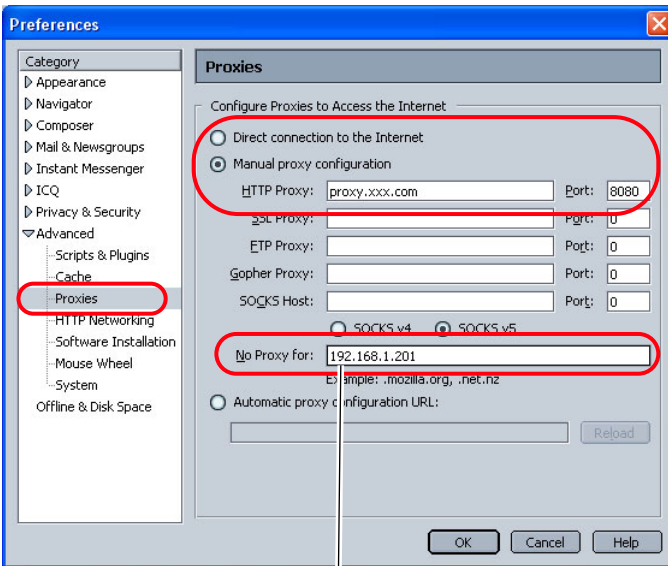 Preferences
Category
Appearance
Navigator
Composer
Mail & Newsgroups
Instant Messenger
ICQ
Privacy & Security
Advanced
Scripts & Plugins
Cache
Proxies
HTTP Networking
Software Installation
Mouse Wheel
System
Offline & Disk Space
Proxies
Configure Proxies to Access the Internet
Direct connection to the Internet
Manual proxy configuration
HTTP Proxy: proxy.xxx.com Port: 8080
SSL Proxy: Port: 0
FTP Proxy: Port: 0
Gopher Proxy: Port: 0
SOCKS Host: Port: 0
SOCKS v4 SOCKS v5
No Proxy for: 192.168.1.201
Example: .mozilla.org, .net.nz
Automatic proxy configuration URL:
Reload
OK Cancel Help